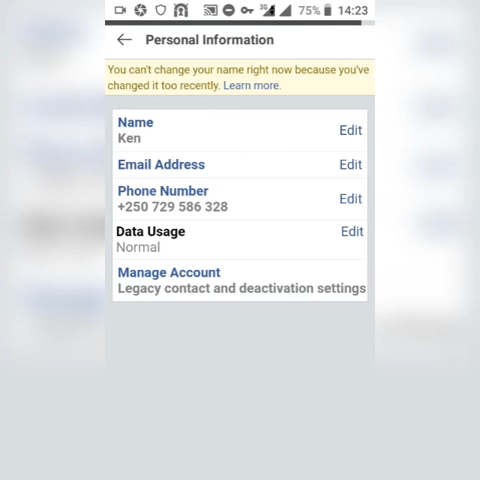 3G 75% 14:23
Personal Information
You can't change your name right now because you've
changed it too recently. Learn more.
Name Edit
Ken
Email Address Edit
Phone Number Edit
+250 729 586 328
Data Usage Edit
Normal
Manage Account
Legacy contact and deactivation settings